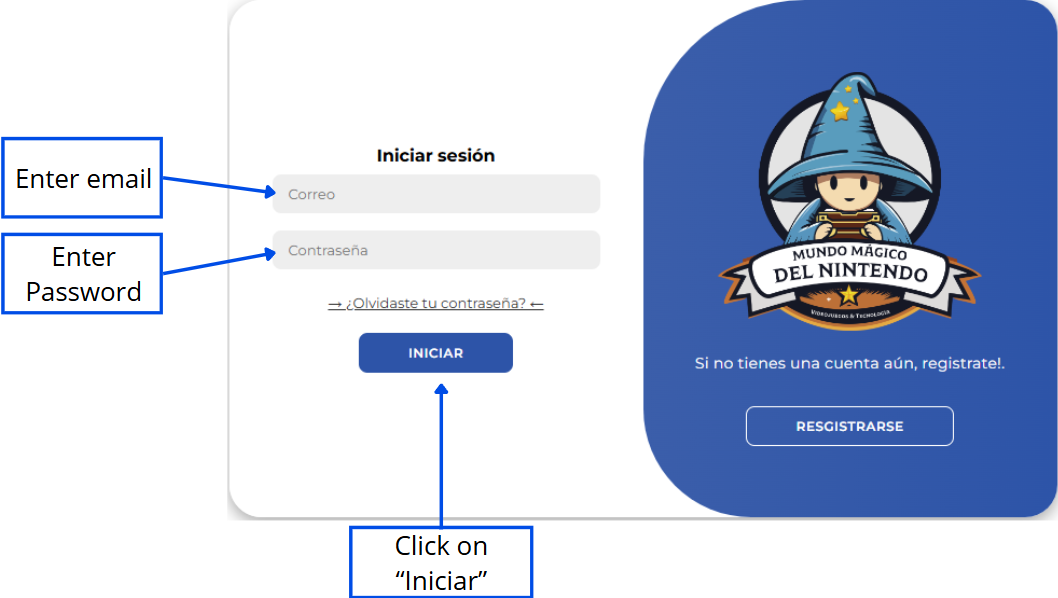 Iniciar sesión
Enter email
Correo
Enter
Password
Contraseña
→ ¿Olvidaste tu contraseña? ←
INICIAR
Click on
“Iniciar”
MUNDO MÁGICO
DEL NINTENDO
VIDEOJUEGOS & TECNOLOGIA
Si no tienes una cuenta aún, registrate!.
RESGISTRARSE